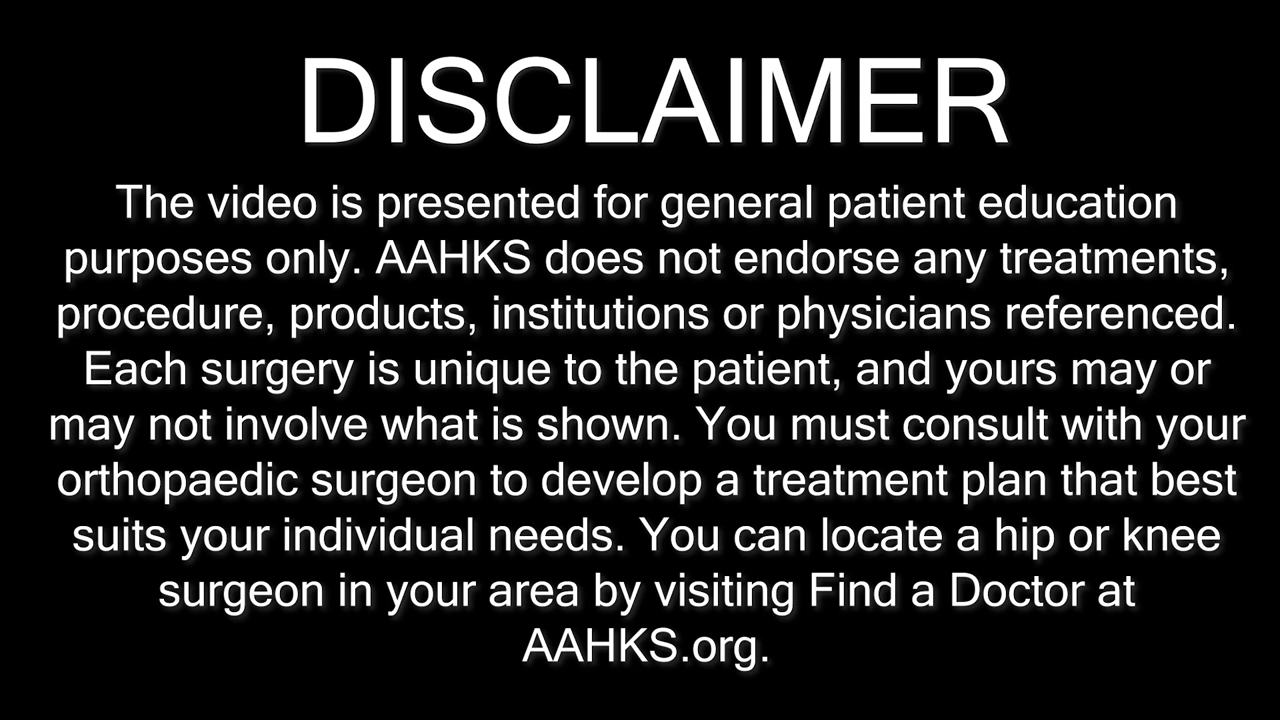 DISCLAIMER
The video is presented for general patient education
purposes only. AAHKS does not endorse any treatments,
procedure, products, institutions or physicians referenced.
Each surgery is unique to the patient, and yours may or
may not involve what is shown. You must consult with your
orthopaedic surgeon to develop a treatment plan that best
suits your individual needs. You can locate a hip or knee
surgeon in your area by visiting Find a Doctor at
AAHKS.org.